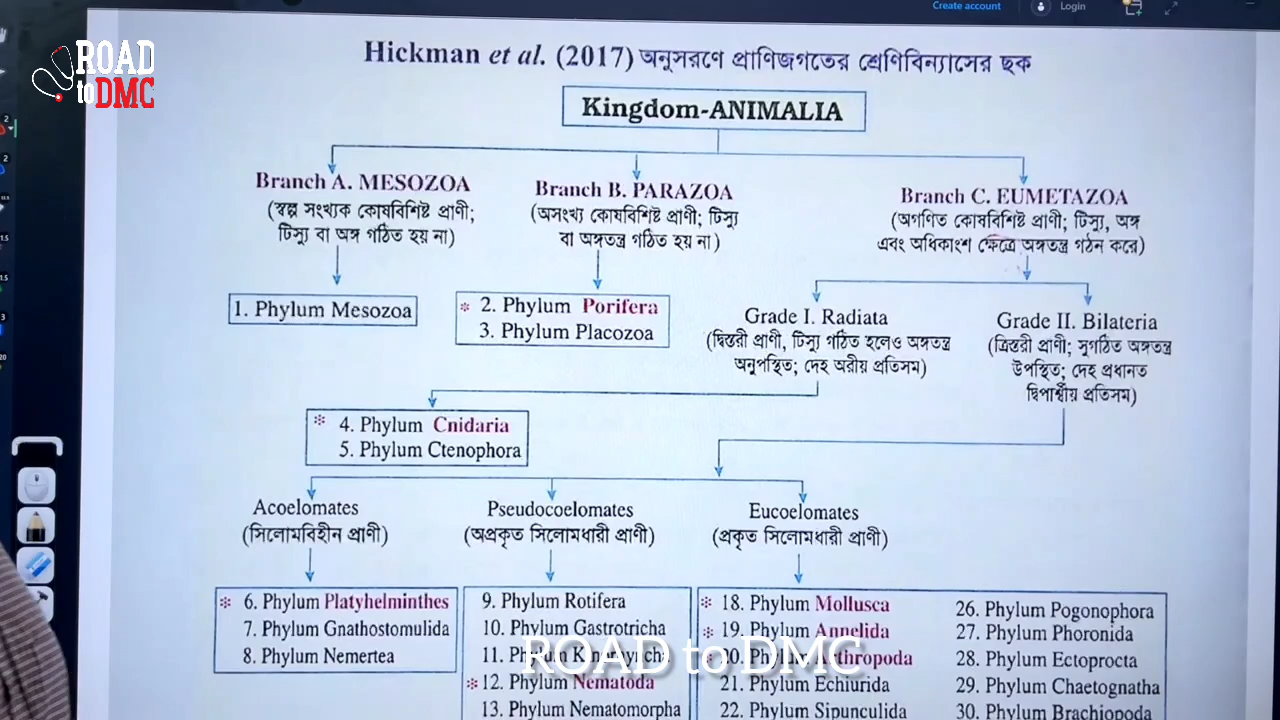 Create account
Login
ROAD
to DMC
Hickman et al. (2017) অনুসরণে প্রাণিজগতের শ্রেণিবিন্যাসের ছক
Kingdom-ANIMALIA
Branch A. MESOZOA
(স্বল্প সংখ্যক কোষবিশিষ্ট প্রাণী;
টিস্যু বা অঙ্গ গঠিত হয় না)
1. Phylum Mesozoa
Branch B. PARAZOA
(অসংখ্য কোষবিশিষ্ট প্রাণী; টিস্যু
বা অঙ্গতন্ত্র গঠিত হয় না)
* 2. Phylum Porifera
3. Phylum Placozoa
Branch C. EUMETAZOA
(অগণিত কোষবিশিষ্ট প্রাণী; টিস্যু, অঙ্গ
এবং অধিকাংশ ক্ষেত্রে অঙ্গতন্ত্র গঠন করে)
Grade I. Radiata
(দ্বিস্তরী প্রাণী, টিস্যু গঠিত হলেও অঙ্গতন্ত্র
অনুপস্থিত; দেহ অরীয় প্রতিসম)
Grade II. Bilateria
(ত্রিস্তরী প্রাণী; সুগঠিত অঙ্গতন্ত্র
উপস্থিত; দেহ প্রধানত
দ্বিপার্শ্বীয় প্রতিসম)
* 4. Phylum Cnidaria
5. Phylum Ctenophora
Acoelomates
(সিলোমবিহীন প্রাণী)
Pseudocoelomates
(অপ্রকৃত সিলোমধারী প্রাণী)
Eucoelomates
(প্রকৃত সিলোমধারী প্রাণী)
* 6. Phylum Platyhelminthes
7. Phylum Gnathostomulida
8. Phylum Nemertea
9. Phylum Rotifera
10. Phylum Gastrotricha
11. Phylum
* 12. Phylum Nematoda
13. Phylum Nematomorpha
* 18. Phylum Mollusca
* 19. Phylum Annelida
* 20. Phylum Arthropoda
21. Phylum Echiurida
22. Phylum Sipunculida
26. Phylum Pogonophora
27. Phylum Phoronida
28. Phylum Ectoprocta
29. Phylum Chaetognatha
30. Phylum Brachiopoda
ROAD to DMC